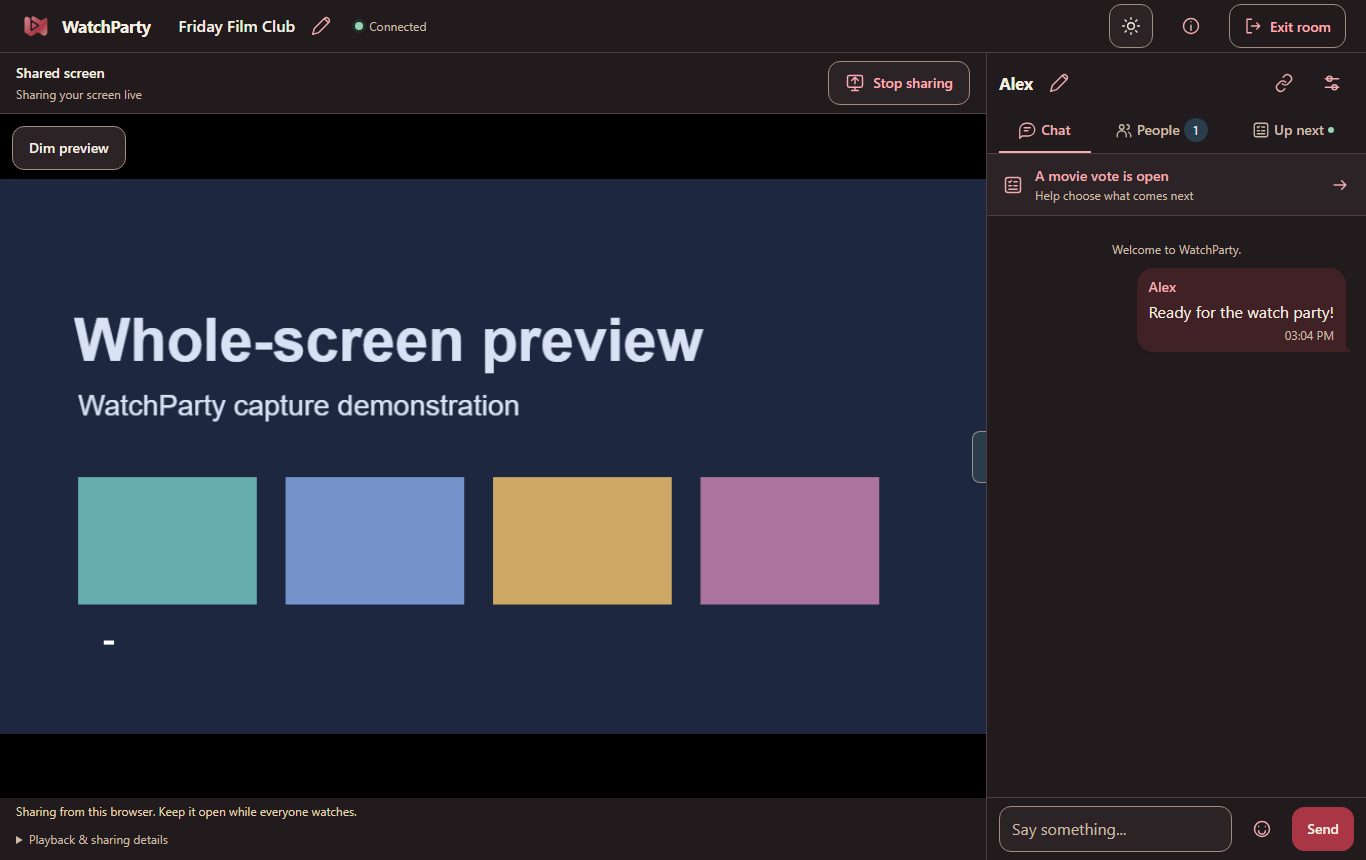 WatchParty
Friday Film Club
Connected
Exit room
Shared screen
Sharing your screen live
Stop sharing
Dim preview
Whole-screen preview
WatchParty capture demonstration
-
Sharing from this browser. Keep it open while everyone watches.
Playback & sharing details
Alex
Chat
People 1
Up next
A movie vote is open
Help choose what comes next
Welcome to WatchParty.
Alex
Ready for the watch party!
03:04 PM
Say something...
Send